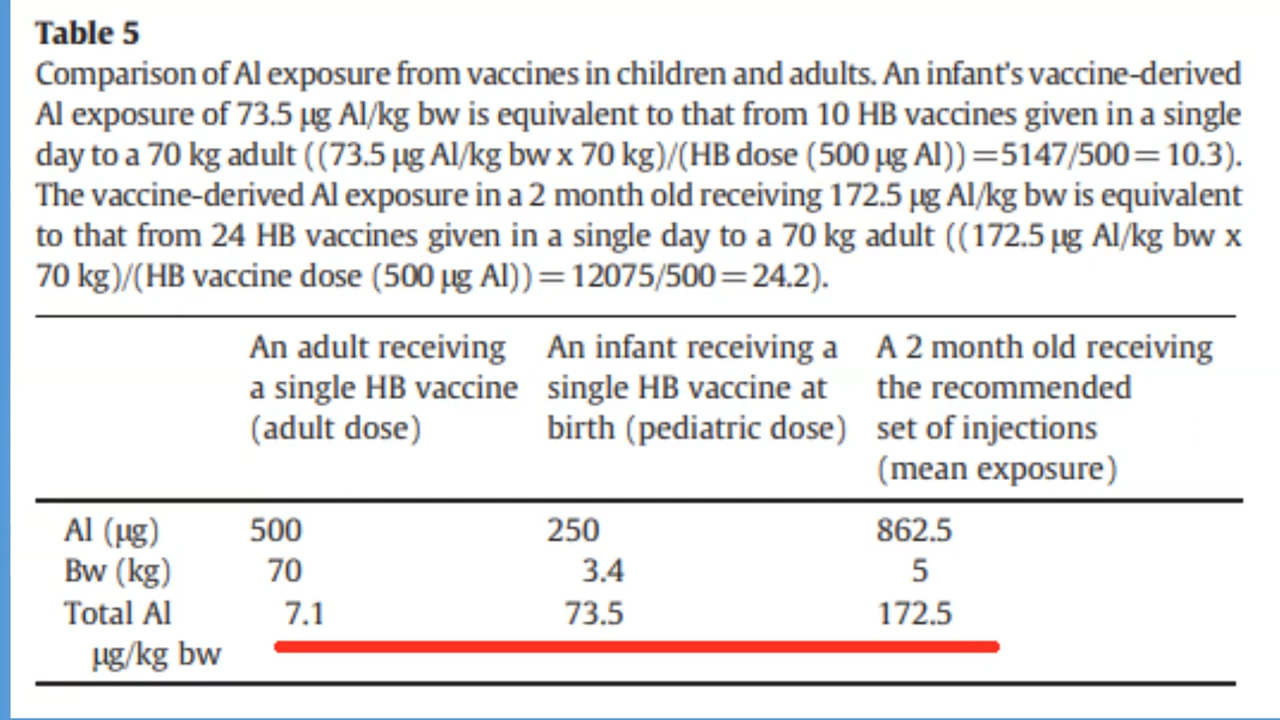 Table 5
Comparison of Al exposure from vaccines in children and adults. An infant's vaccine-derived
Al exposure of 73.5 μg Al/kg bw is equivalent to that from 10 HB vaccines given in a single
day to a 70 kg adult ((73.5 μg Al/kg bw x 70 kg)/(HB dose (500 μg Al)) =5147/500= 10.3).
The vaccine-derived Al exposure in a 2 month old receiving 172.5 μg Al/kg bw is equivalent
to that from 24 HB vaccines given in a single day to a 70 kg adult ((172.5 μg Al/kg bw x
70 kg)/(HB vaccine dose (500 μg Al)) = 12075/500 = 24.2).
An adult receiving An infant receiving a A 2 month old receiving
a single HB vaccine single HB vaccine at the recommended
(adult dose) birth (pediatric dose) set of injections
(mean exposure)
Al (μg) 500 250 862.5
Bw (kg) 70 3.4 5
Total Al 7.1 73.5 172.5
μg/kg bw